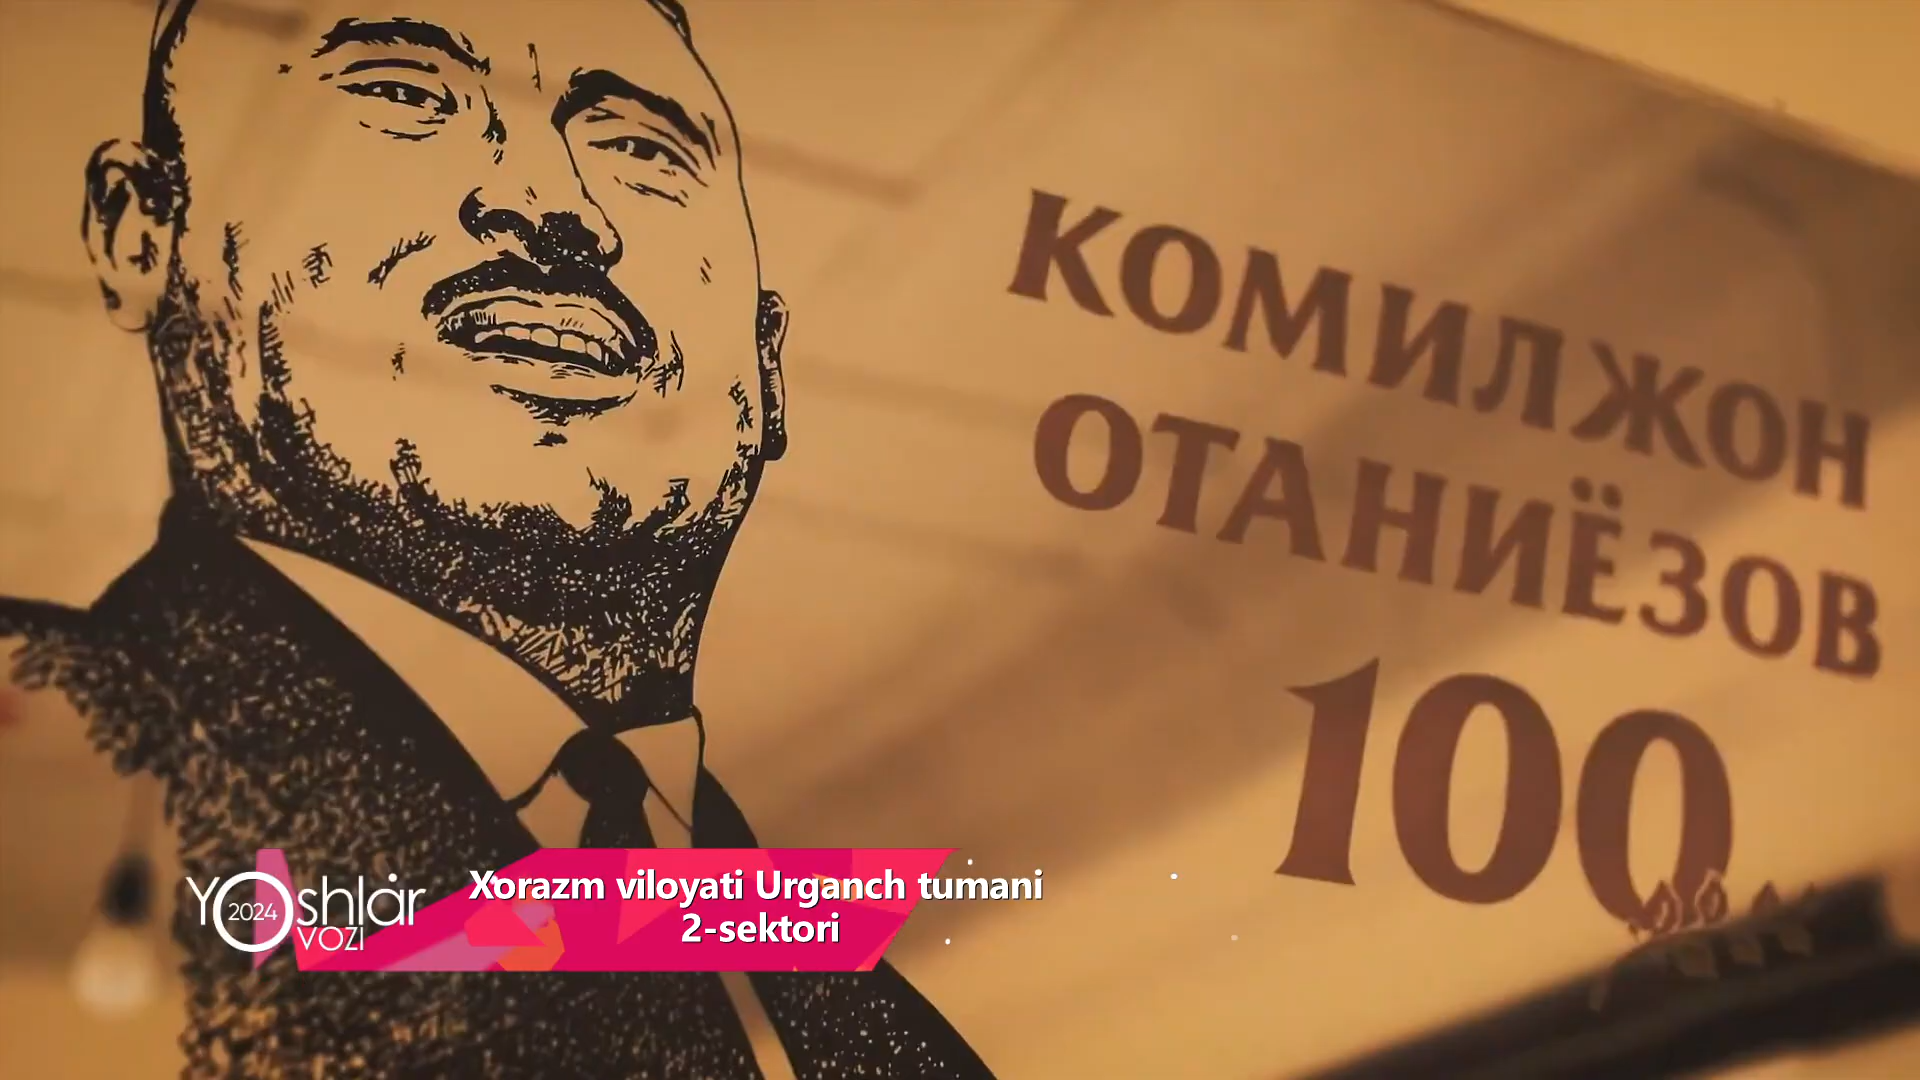 КОМИЛЖОН
ОТАНИЁЗОВ
100
Yoshlar
2024
VOZI
Xorazm viloyati Urganch tumani
2-sektori